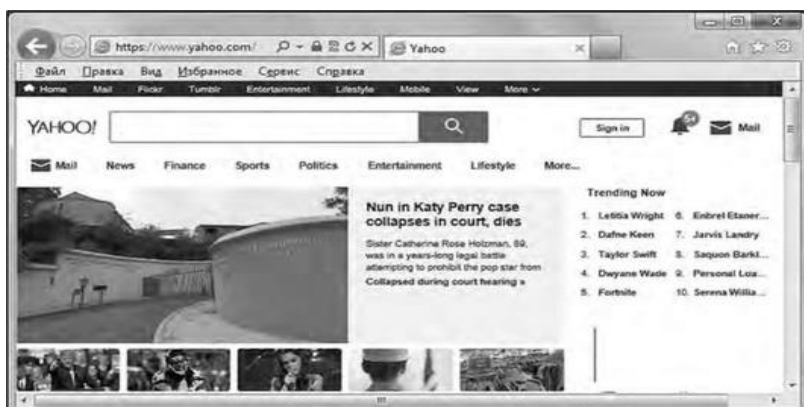 https://www.yahoo.com/ Yahoo
Файл Правка Вид Избранное Сервис Справка
Home Mail Flickr Tumblr Entertainment Lifestyle Mobile View More
YAHOO! Sign in Mail
Mail News Finance Sports Politics Entertainment Lifestyle More...
Nun in Katy Perry case
collapses in court, dies
Sister Catherine Rose Holzman, 89,
was in a years-long legal battle
attempting to prohibit the pop star from
Collapsed during court hearing »
Trending Now
1. Letitia Wright 6. Enbrel Etaner...
2. Dafne Keen 7. Jarvis Landry
3. Taylor Swift 8. Saquon Barkl...
4. Dwyane Wade 9. Personal Loa...
5. Fortnite 10. Serena Willia...